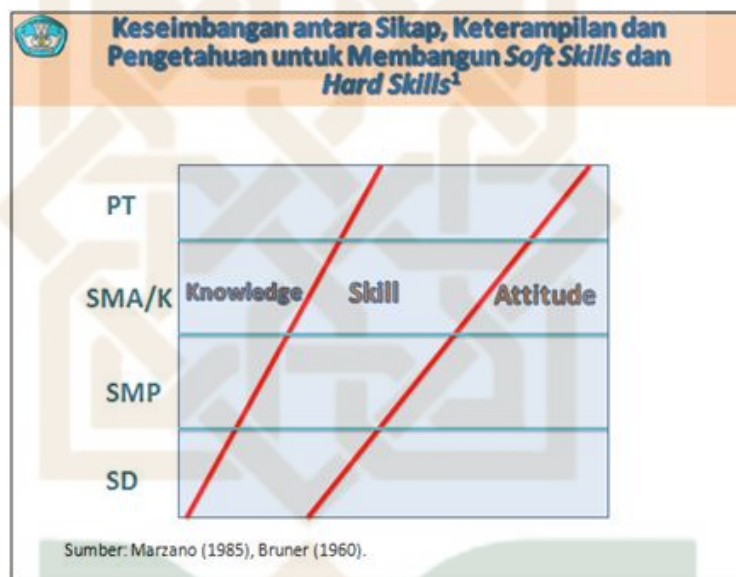 Keseimbangan antara Sikap, Keterampilan dan
Pengetahuan untuk Membangun Soft Skills dan
Hard Skills¹
PT
SMA/K Knowledge Skill Attitude
SMP
SD
Sumber: Marzano (1985), Bruner (1960).